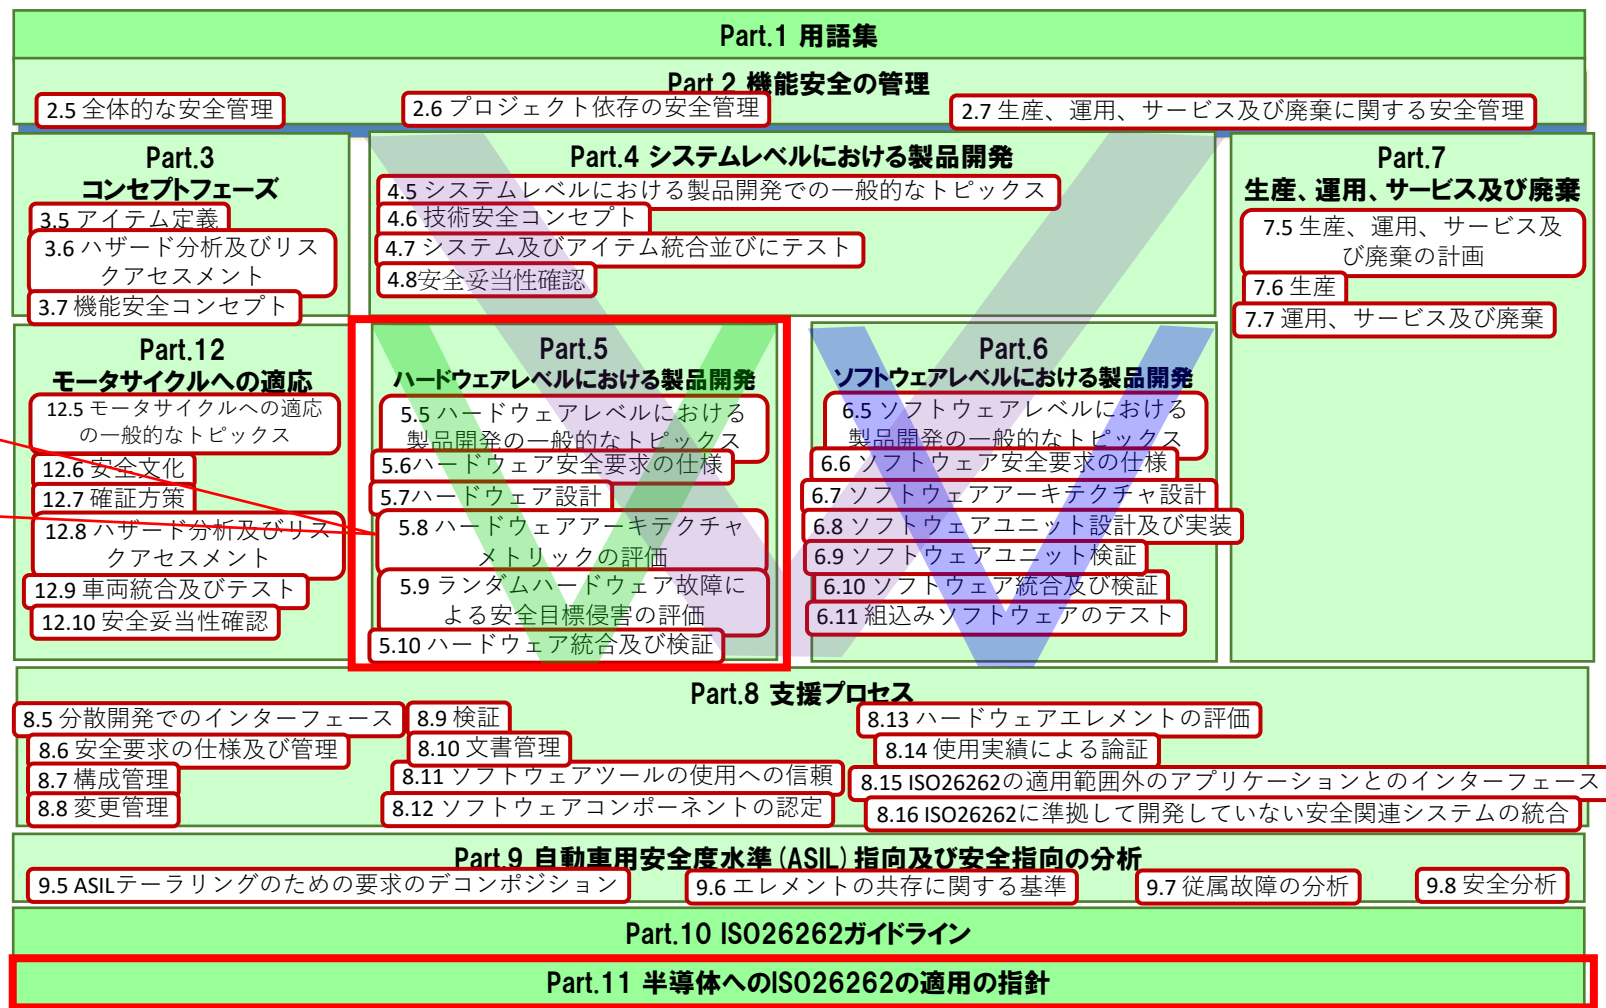 Part.1 用語集
Part.2 機能安全の管理
2.5 全体的な安全管理
2.6 プロジェクト依存の安全管理
2.7 生産、運用、サービス及び廃棄に関する安全管理
Part.3
コンセプトフェーズ
3.5 アイテム定義
3.6 ハザード分析及びリス
クアセスメント
3.7 機能安全コンセプト
Part.4 システムレベルにおける製品開発
4.5 システムレベルにおける製品開発での一般的なトピックス
4.6 技術安全コンセプト
4.7 システム及びアイテム統合並びにテスト
4.8安全妥当性確認
Part.7
生産、運用、サービス及び廃棄
7.5 生産、運用、サービス及
び廃棄の計画
7.6 生産
7.7 運用、サービス及び廃棄
Part.12
モータサイクルへの適応
12.5 モータサイクルへの適応
の一般的なトピックス
12.6 安全文化
12.7 確証方策
12.8 ハザード分析及びリス
クアセスメント
12.9 車両統合及びテスト
12.10 安全妥当性確認
Part.5
ハードウェアレベルにおける製品開発
5.5 ハードウェアレベルにおける
製品開発の一般的なトピックス
5.6ハードウェア安全要求の仕様
5.7ハードウェア設計
5.8 ハードウェアアーキテクチャ
メトリックの評価
5.9 ランダムハードウェア故障に
よる安全目標侵害の評価
5.10 ハードウェア統合及び検証
Part.6
ソフトウェアレベルにおける製品開発
6.5 ソフトウェアレベルにおける
製品開発の一般的なトピックス
6.6 ソフトウェア安全要求の仕様
6.7 ソフトウェアアーキテクチャ設計
6.8 ソフトウェアユニット設計及び実装
6.9 ソフトウェアユニット検証
6.10 ソフトウェア統合及び検証
6.11 組込みソフトウェアのテスト
Part.8 支援プロセス
8.5 分散開発でのインターフェース
8.6 安全要求の仕様及び管理
8.7 構成管理
8.8 変更管理
8.9 検証
8.10 文書管理
8.11 ソフトウェアツールの使用への信頼
8.12 ソフトウェアコンポーネントの認定
8.13 ハードウェアエレメントの評価
8.14 使用実績による論証
8.15 ISO26262の適用範囲外のアプリケーションとのインターフェース
8.16 ISO26262に準拠して開発していない安全関連システムの統合
Part.9 自動車用安全度水準(ASIL)指向及び安全指向の分析
9.5 ASILテーラリングのための要求のデコンポジション
9.6 エレメントの共存に関する基準
9.7 従属故障の分析
9.8 安全分析
Part.10 ISO26262ガイドライン
Part.11 半導体へのISO26262の適用の指針